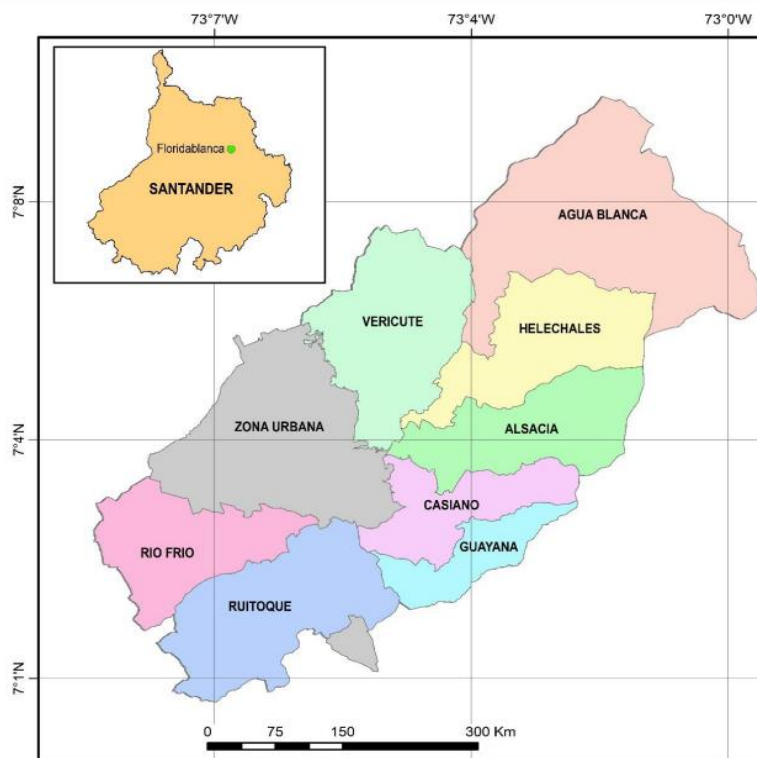 73°7'W
73°4'W
73°0'W
Floridablanca
SANTANDER
7°8'N
AGUA BLANCA
VERICUTE
HELECHALES
ZONA URBANA
ALSACIA
7°4'N
CASIANO
GUAYANA
RIO FRIO
RUITOQUE
7°1'N
0 75 150 300 Km